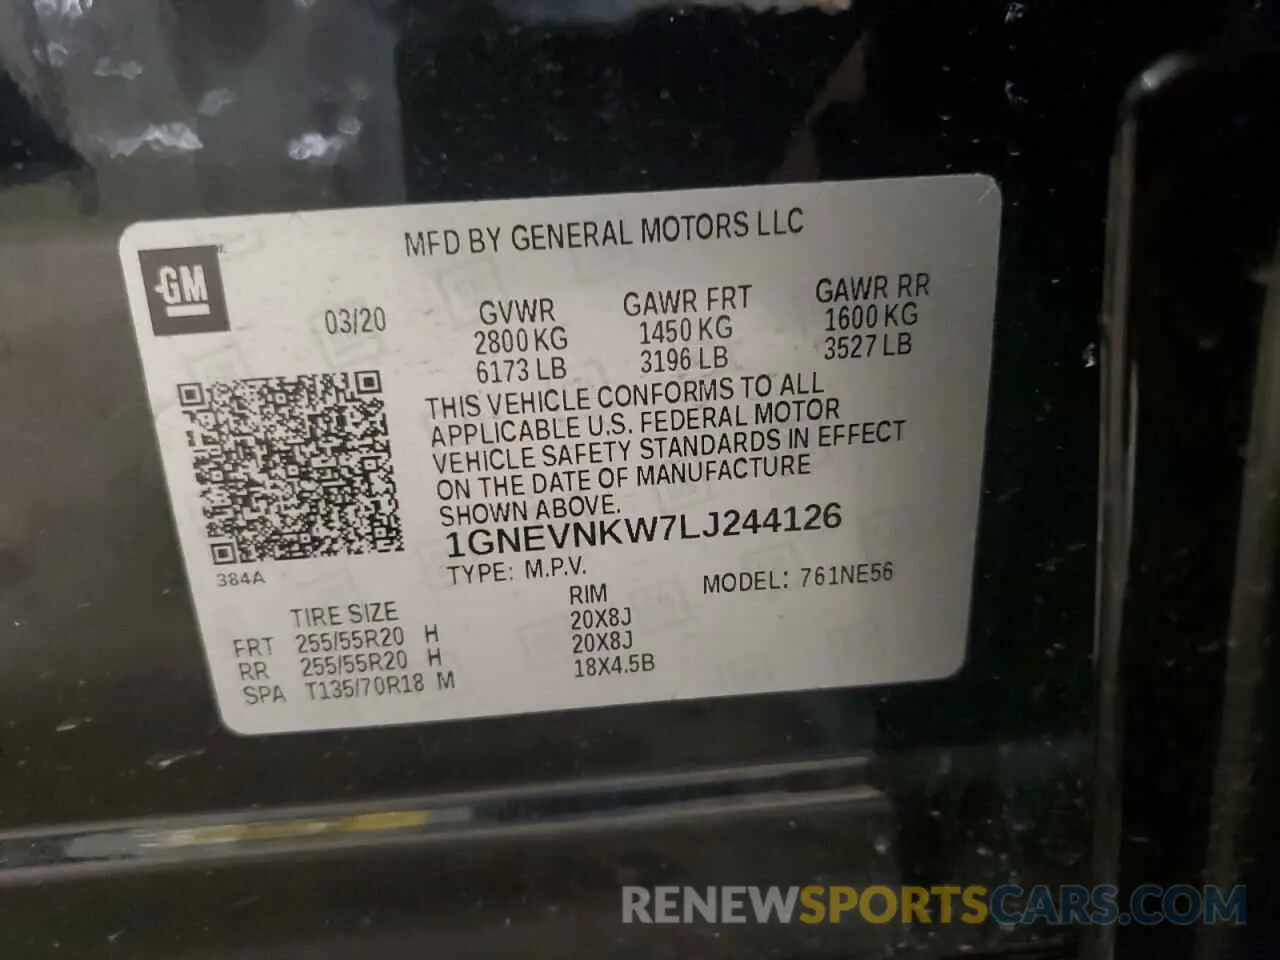 MFD BY GENERAL MOTORS LLC
GM
03/20
GVWR GAWR FRT GAWR RR
2800 KG 1450 KG 1600 KG
6173 LB 3196 LB 3527 LB
THIS VEHICLE CONFORMS TO ALL
APPLICABLE U.S. FEDERAL MOTOR
VEHICLE SAFETY STANDARDS IN EFFECT
ON THE DATE OF MANUFACTURE
SHOWN ABOVE.
1GNEVNKW7LJ244126
384A
TYPE: M.P.V. MODEL: 761NE56
TIRE SIZE RIM
FRT 255/55R20 H 20X8J
RR 255/55R20 H 20X8J
SPA T135/70R18 M 18X4.5B
RENEWSPORTSCARS.COM